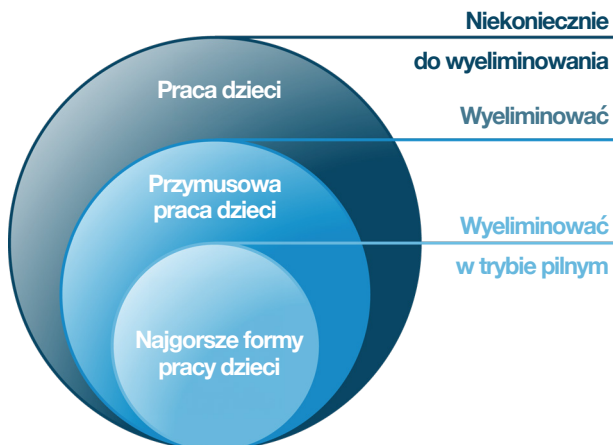 Niekoniecznie
do wyeliminowania
Praca dzieci
Wyeliminować
Przymusowa
praca dzieci
Wyeliminować
w trybie pilnym
Najgorsze formy
pracy dzieci